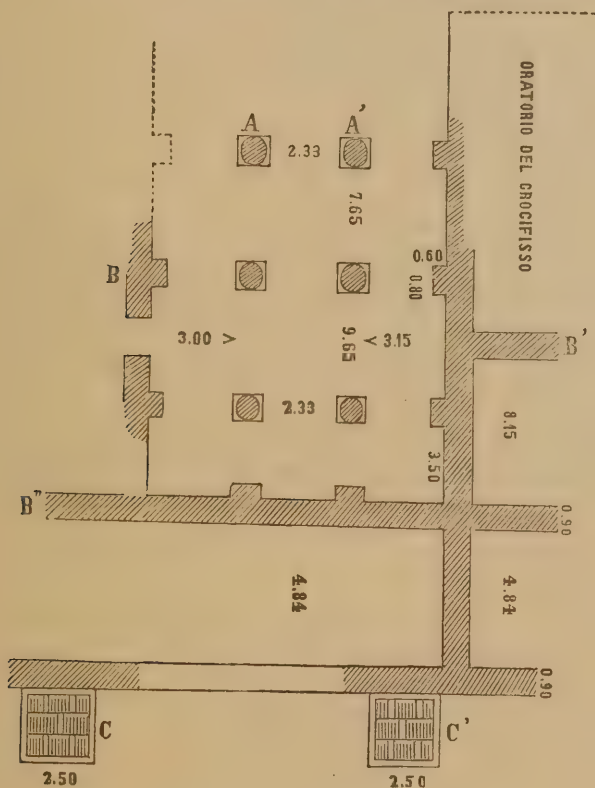 A A'
2.33
ORATORIO DEL CROCIFISSO
7.65
0.60
B
0.80
3.00 > 9.65 < 3.15
B'
2.33
8.15
3.50
B"
0.90
4.84 4.84
0.90
C C'
2.50 2.50